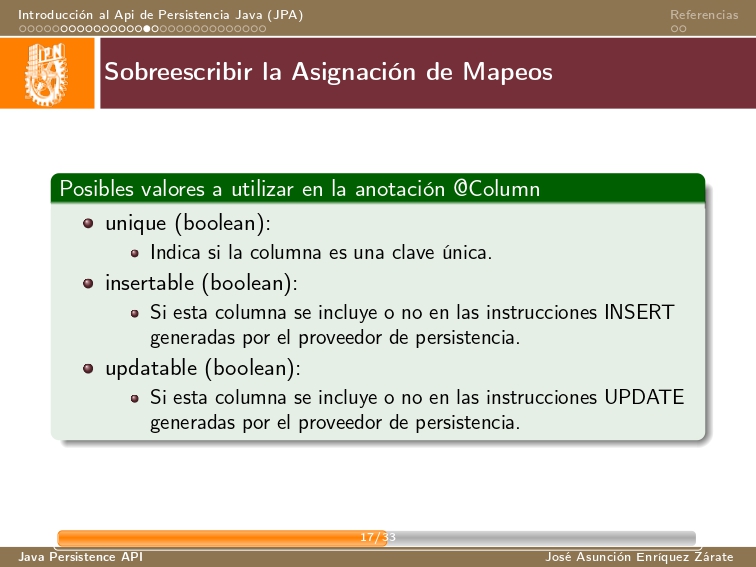 Introducción al Api de Persistencia Java (JPA)
Referencias
IPN
Sobreescribir la Asignación de Mapeos
Posibles valores a utilizar en la anotación @Column
unique (boolean):
Indica si la columna es una clave única.
insertable (boolean):
Si esta columna se incluye o no en las instrucciones INSERT
generadas por el proveedor de persistencia.
updatable (boolean):
Si esta columna se incluye o no en las instrucciones UPDATE
generadas por el proveedor de persistencia.
17/33
Java Persistence API
José Asunción Enríquez Zárate